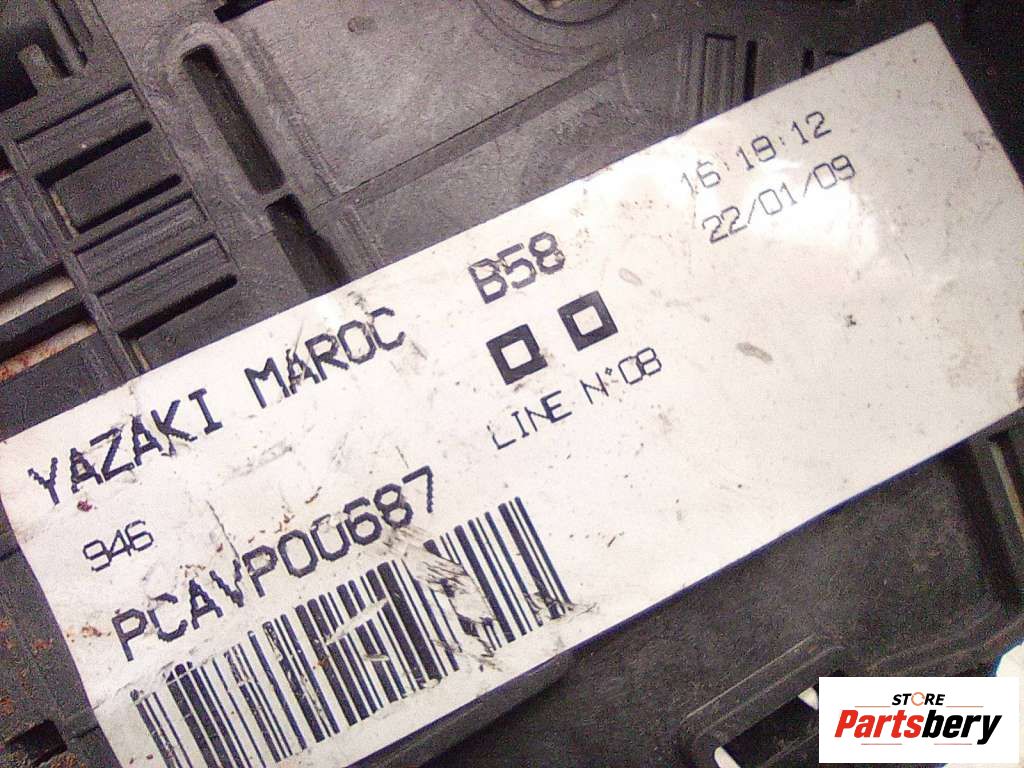 YAZAKI MAROC
B58
16:19:12
22/01/09
LINE N°08
946
PCAVP00687
STORE
Partsbery